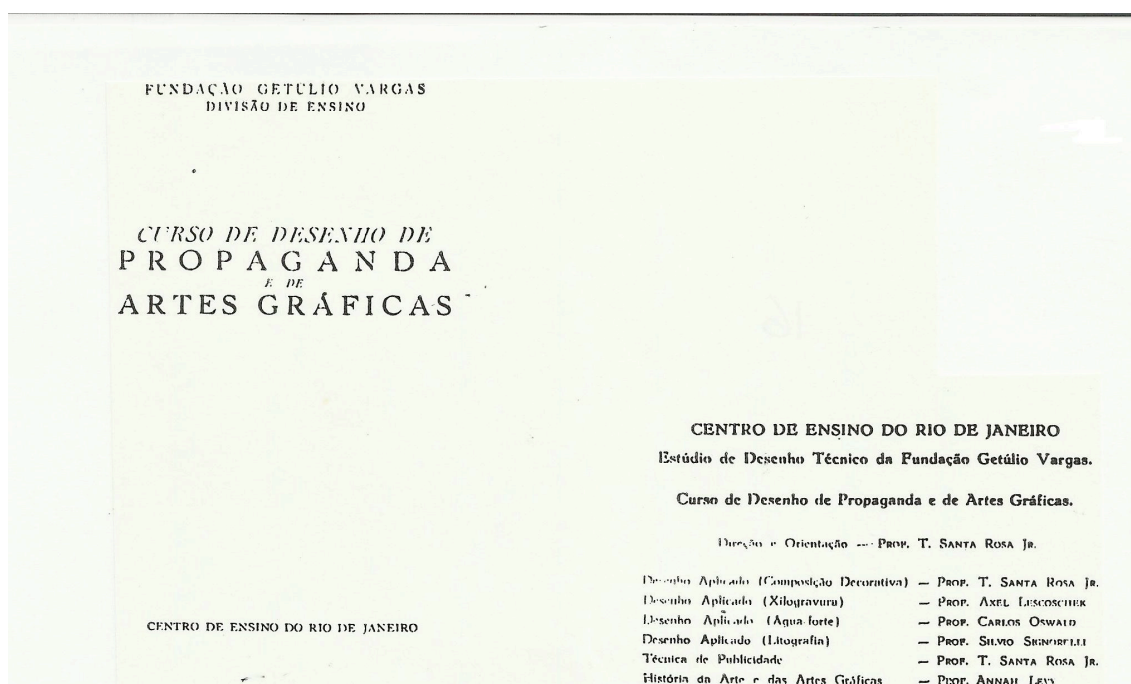 FUNDAÇÃO GETÚLIO VARGAS
DIVISÃO DE ENSINO
CURSO DE DESENHO DE
PROPAGANDA
E DE
ARTES GRÁFICAS
CENTRO DE ENSINO DO RIO DE JANEIRO
CENTRO DE ENSINO DO RIO DE JANEIRO
Estúdio de Desenho Técnico da Fundação Getúlio Vargas.
Curso de Desenho de Propaganda e de Artes Gráficas.
Direção e Orientação — PROF. T. SANTA ROSA JR.
Desenho Aplicado (Composição Decorativa) — PROF. T. SANTA ROSA JR.
Desenho Aplicado (Xilogravura) — PROF. AXEL LESCOSCHEK
Desenho Aplicado (Água-forte) — PROF. CARLOS OSWALD
Desenho Aplicado (Litografia) — PROF. SILVIO SIGNORELLI
Técnica de Publicidade — PROF. T. SANTA ROSA JR.
História da Arte e das Artes Gráficas — PROF. ANNAH LEVY